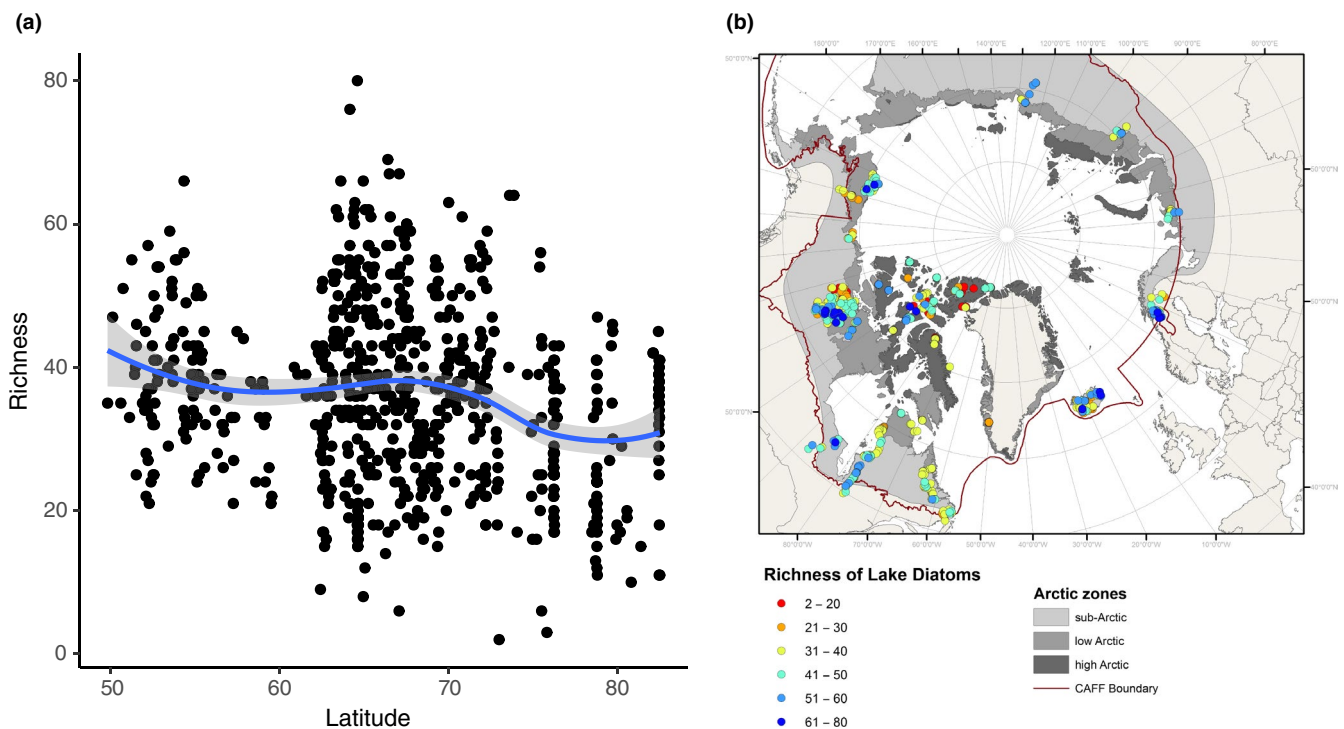 (a)
Richness
80
60
40
20
0
50 60 70 80
Latitude
(b)
180°0'0"E 170°0'0"E 160°0'0"E 140°0'0"E 120°0'0"E 110°0'0"E 100°0'0"E 90°0'0"E 80°0'0"E
80°0'0"W 70°0'0"W 60°0'0"W 50°0'0"W 40°0'0"W 30°0'0"W 20°0'0"W 10°0'0"W
Richness of Lake Diatoms
2 – 20
21 – 30
31 – 40
41 – 50
51 – 60
61 – 80
Arctic zones
sub-Arctic
low Arctic
high Arctic
CAFF Boundary